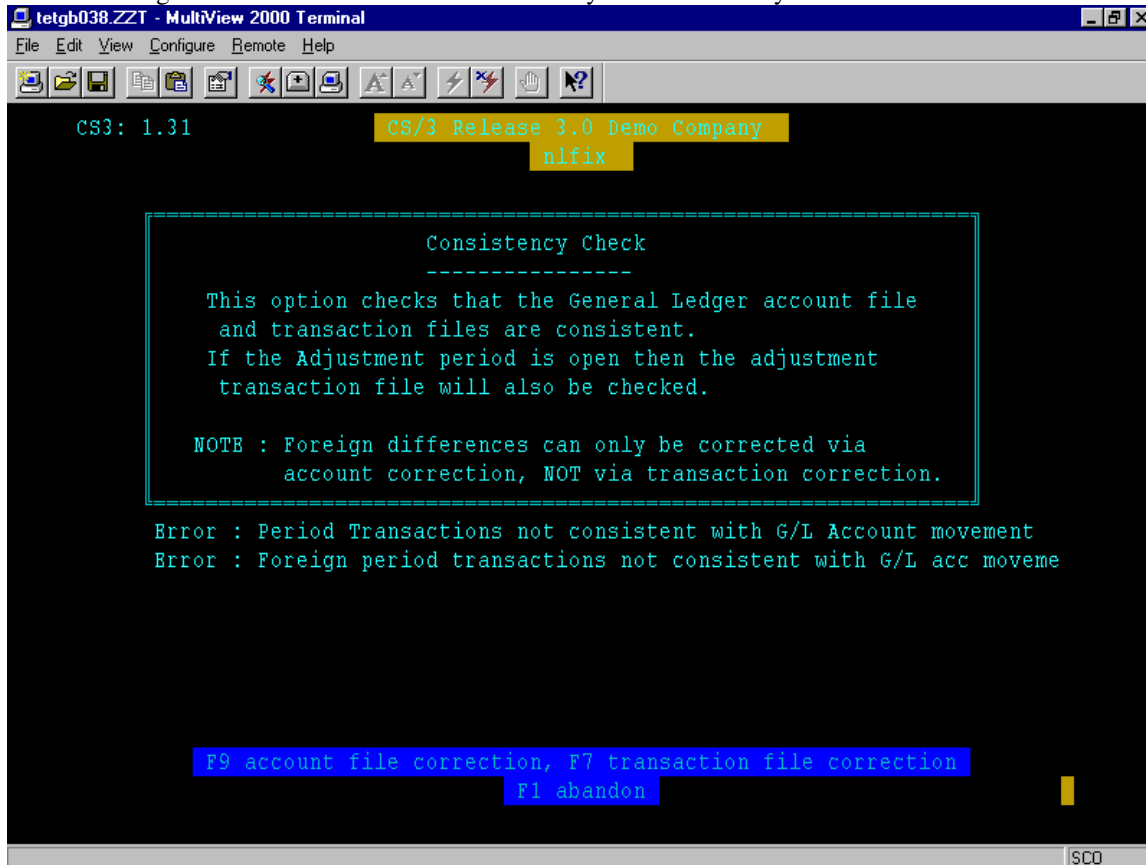 tetgb038.ZZT - MultiView 2000 Terminal
File Edit View Configure Remote Help
CS3: 1.31 CS/3 Release 3.0 Demo Company
nlfix
Consistency Check
----------------
This option checks that the General Ledger account file
and transaction files are consistent.
If the Adjustment period is open then the adjustment
transaction file will also be checked.
NOTE : Foreign differences can only be corrected via
account correction, NOT via transaction correction.
Error : Period Transactions not consistent with G/L Account movement
Error : Foreign period transactions not consistent with G/L acc moveme
F9 account file correction, F7 transaction file correction
F1 abandon
SCO